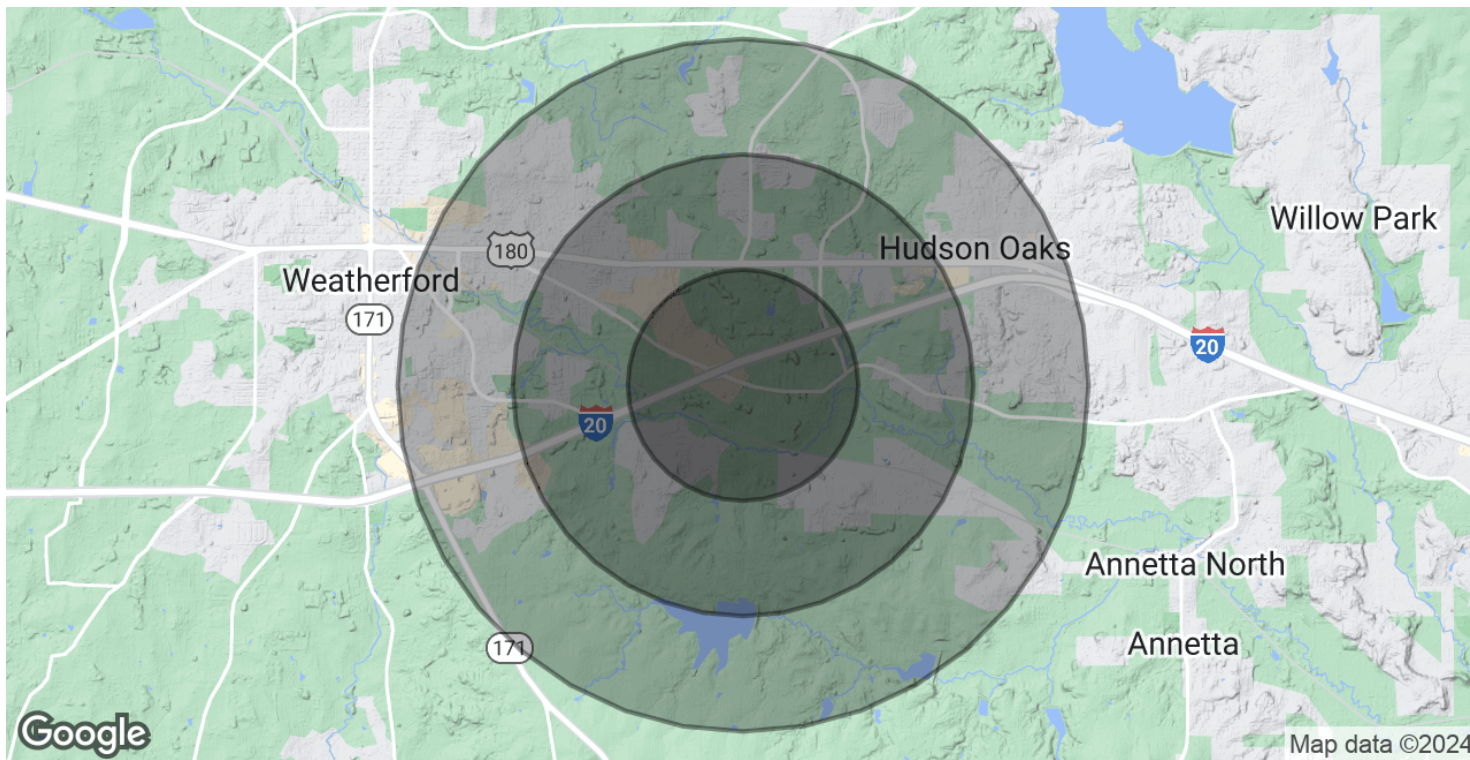 Willow Park
180
Hudson Oaks
Weatherford
171
20
20
Annetta North
Annetta
171
Google
Map data ©2024